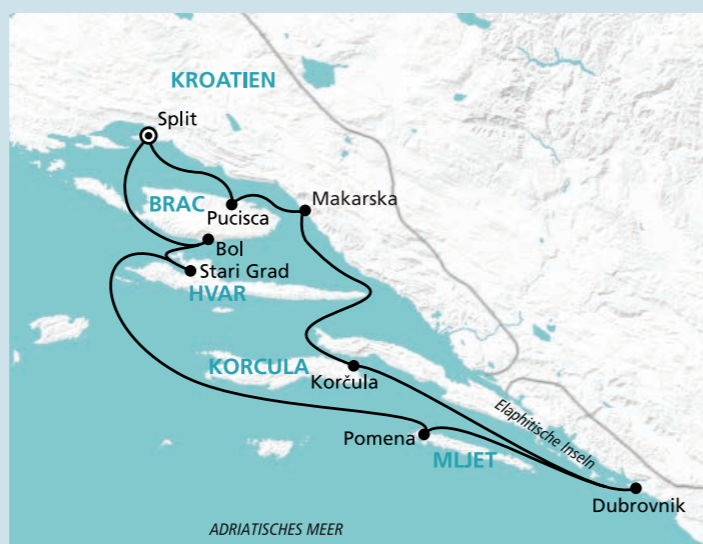 KROATIEN
Split
Makarska
BRAC
Pucisca
Bol
Stari Grad
HVAR
KORCULA
Korčula
Elaphitische Inseln
Pomena
MLJET
Dubrovnik
ADRIATISCHES MEER